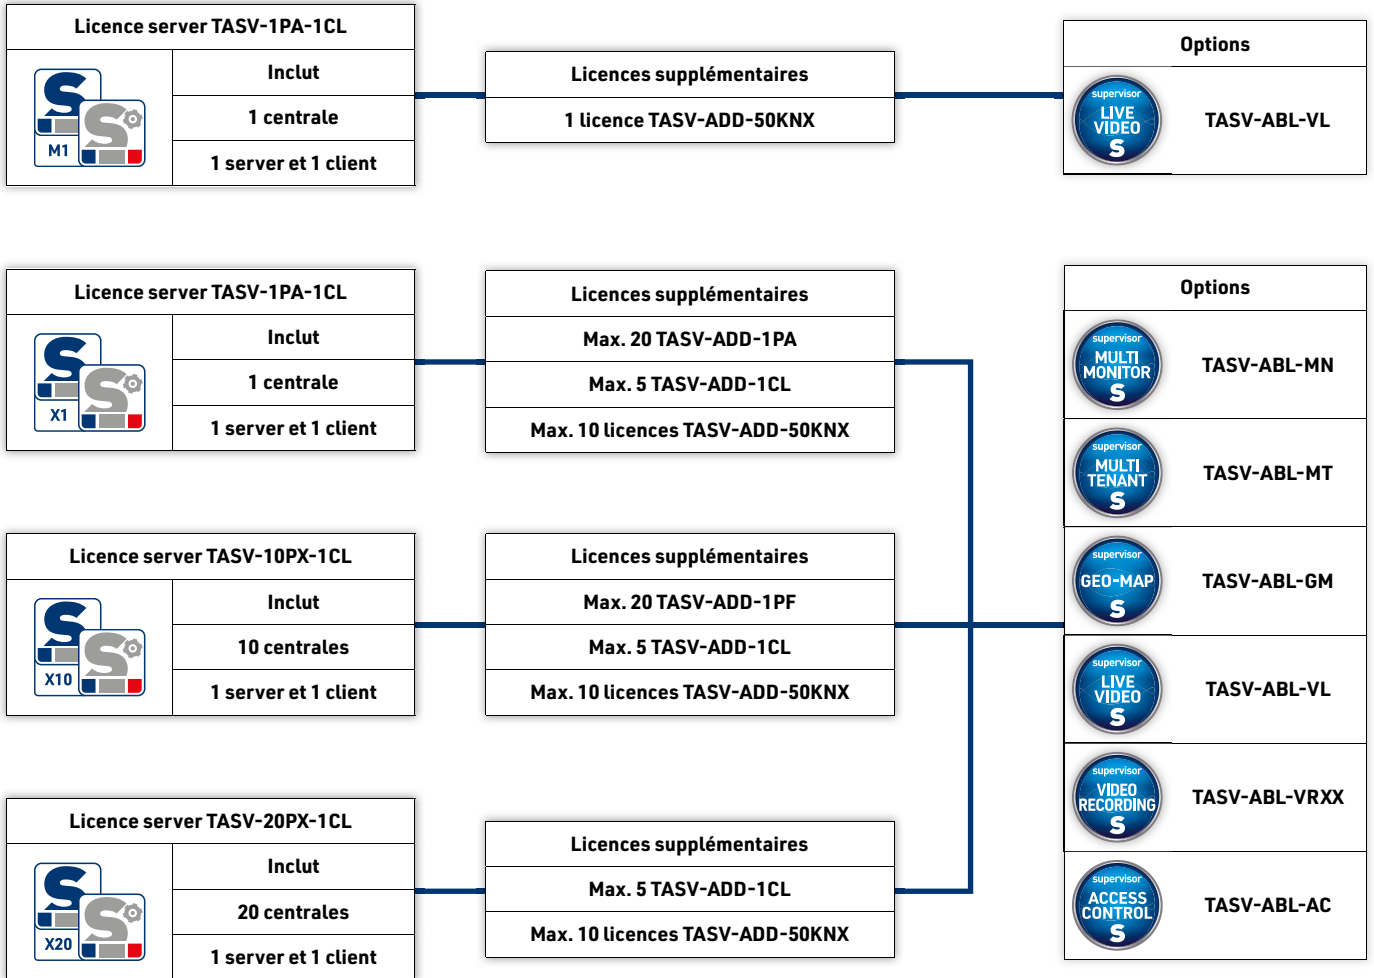 Licence server TASV-1PA-1CL
S
S
M1
Inclut
1 centrale
1 server et 1 client
Licences supplémentaires
1 licence TASV-ADD-50KNX
Options
supervisor
LIVE
VIDEO
S
TASV-ABL-VL
Licence server TASV-1PA-1CL
S
S
X1
Inclut
1 centrale
1 server et 1 client
Licences supplémentaires
Max. 20 TASV-ADD-1PA
Max. 5 TASV-ADD-1CL
Max. 10 licences TASV-ADD-50KNX
Licence server TASV-10PX-1CL
S
S
X10
Inclut
10 centrales
1 server et 1 client
Licences supplémentaires
Max. 20 TASV-ADD-1PF
Max. 5 TASV-ADD-1CL
Max. 10 licences TASV-ADD-50KNX
Licence server TASV-20PX-1CL
S
S
X20
Inclut
20 centrales
1 server et 1 client
Licences supplémentaires
Max. 5 TASV-ADD-1CL
Max. 10 licences TASV-ADD-50KNX
Options
supervisor
MULTI
MONITOR
S
TASV-ABL-MN
supervisor
MULTI
TENANT
S
TASV-ABL-MT
supervisor
GEO-MAP
S
TASV-ABL-GM
supervisor
LIVE
VIDEO
S
TASV-ABL-VL
supervisor
VIDEO
RECORDING
S
TASV-ABL-VRXX
supervisor
ACCESS
CONTROL
S
TASV-ABL-AC